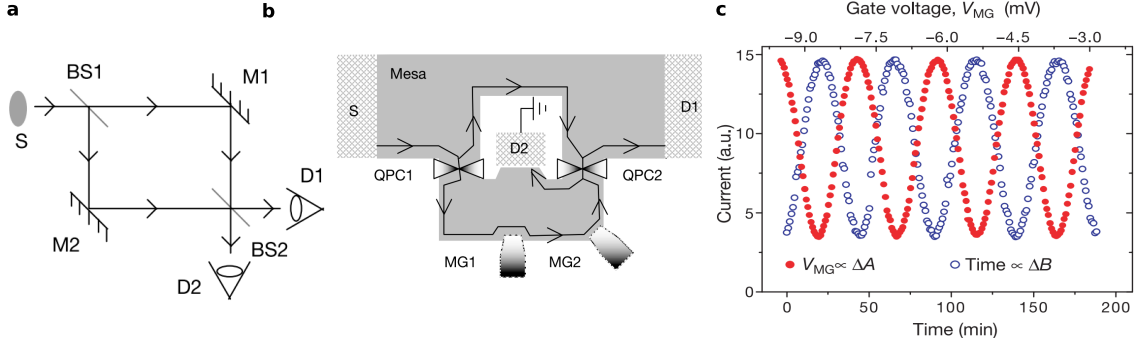 a
BS1
M1
S
D1
M2
BS2
D2
b
Mesa
S
D1
D2
QPC1
QPC2
MG1
MG2
c
Gate voltage, V_MG (mV)
−9.0 −7.5 −6.0 −4.5 −3.0
15
10
5
0
Current (a.u.)
V_MG ∝ ΔA
Time ∝ ΔB
0 50 100 150 200
Time (min)